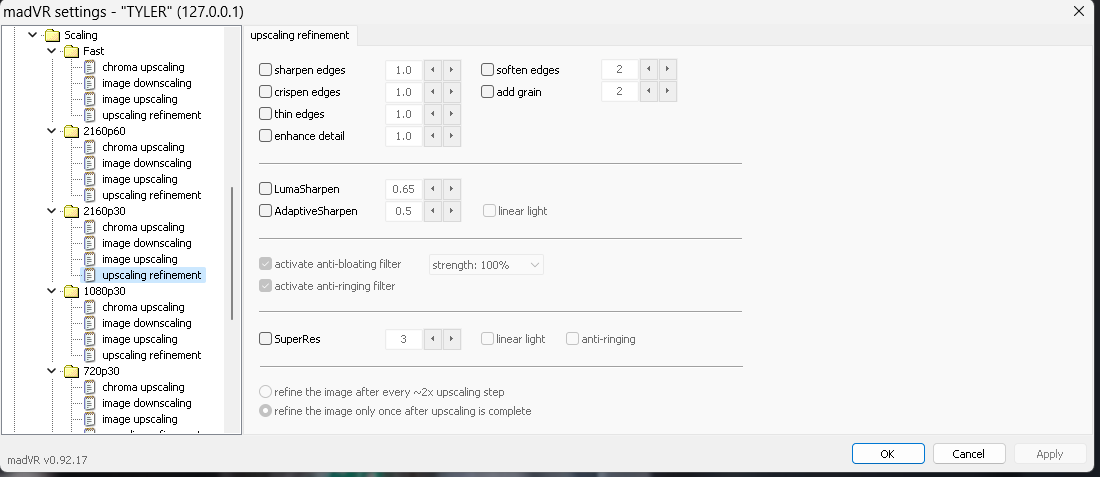 madVR settings - "TYLER" (127.0.0.1)
Scaling
Fast
chroma upscaling
image downscaling
image upscaling
upscaling refinement
2160p60
chroma upscaling
image downscaling
image upscaling
upscaling refinement
2160p30
chroma upscaling
image downscaling
image upscaling
upscaling refinement
1080p30
chroma upscaling
image downscaling
image upscaling
upscaling refinement
720p30
chroma upscaling
image downscaling
image upscaling
upscaling refinement
sharpen edges 1.0 soften edges 2
crispen edges 1.0 add grain 2
thin edges 1.0
enhance detail 1.0
LumaSharpen 0.65
AdaptiveSharpen 0.5 linear light
activate anti-bloating filter strength: 100%
activate anti-ringing filter
SuperRes 3 linear light anti-ringing
refine the image after every ~2x upscaling step
refine the image only once after upscaling is complete
madVR v0.92.17
OK Cancel Apply